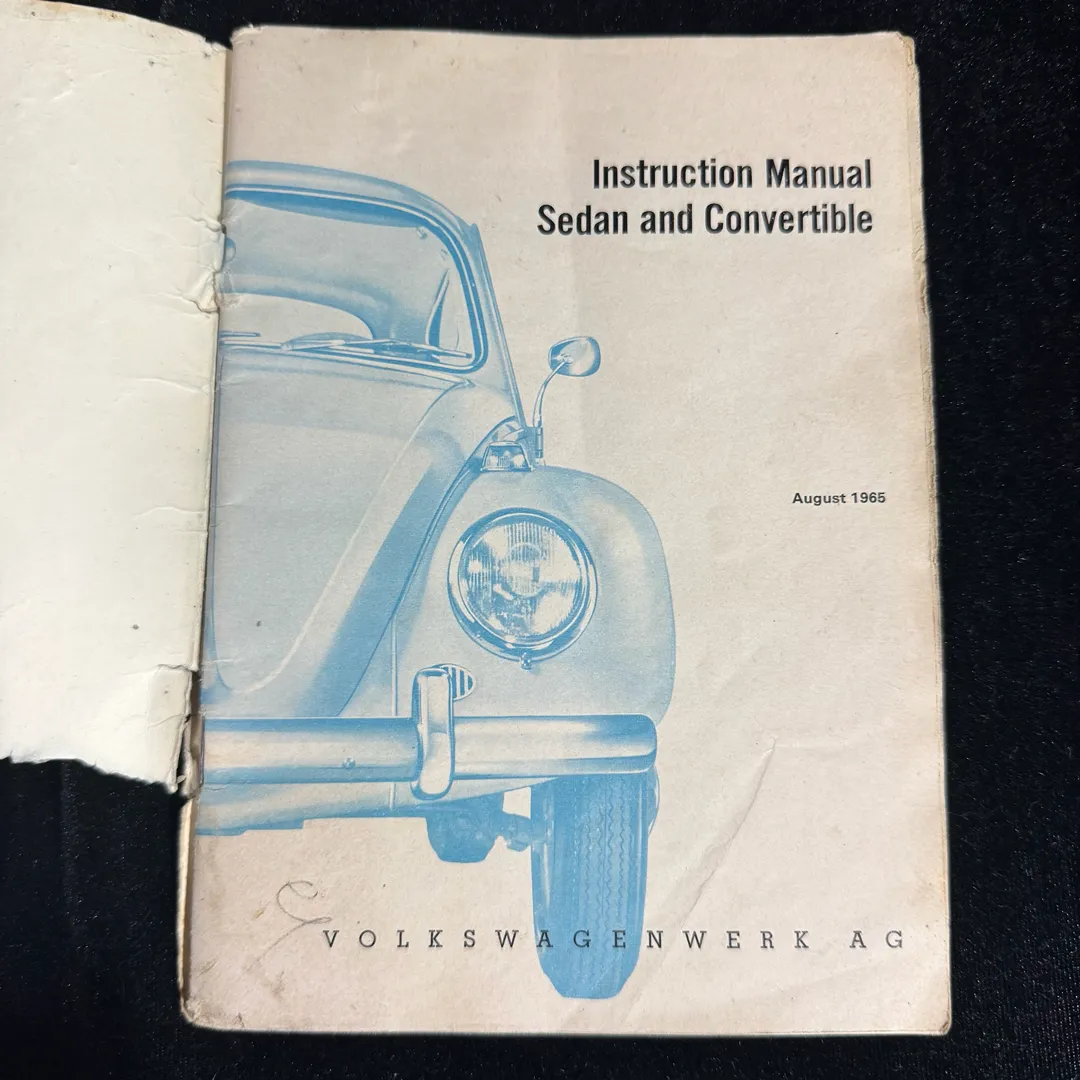 Instruction Manual
Sedan and Convertible
August 1965
VOLKSWAGENWERK AG